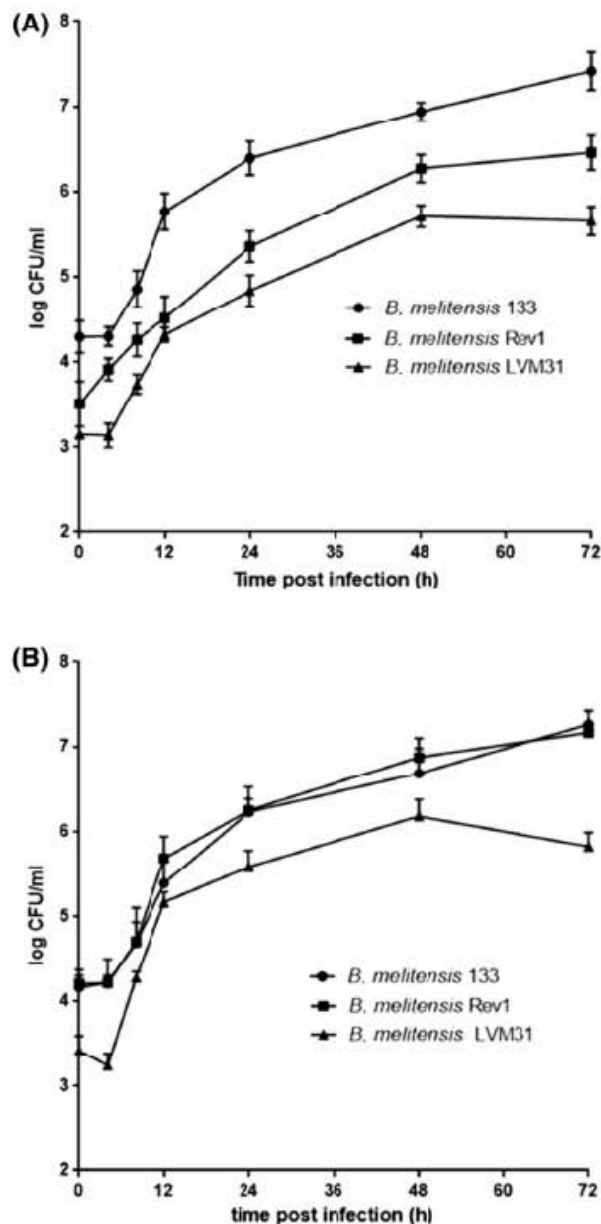 (A)
8
7
6
5
4
3
2
log CFU/ml
B. melitensis 133
B. melitensis Rev1
B. melitensis LVM31
0 12 24 36 48 60 72
Time post infection (h)
(B)
8
7
6
5
4
3
2
log CFU/ml
B. melitensis 133
B. melitensis Rev1
B. melitensis LVM31
0 12 24 36 48 60 72
time post infection (h)